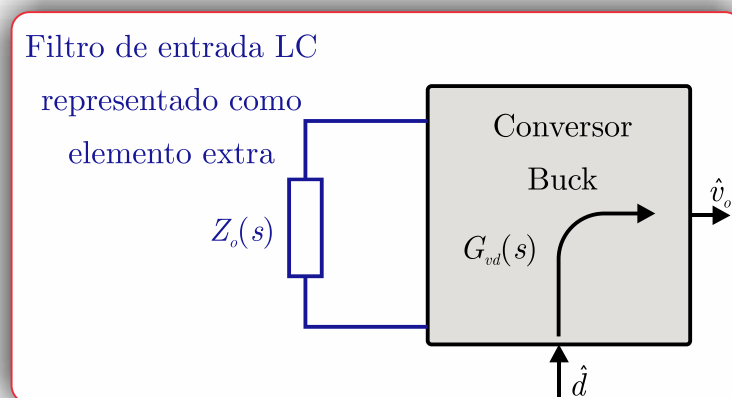 Filtro de entrada LC
representado como
elemento extra
Conversor
Buck
Z_o(s)
G_vd(s)
v̂_o
d̂